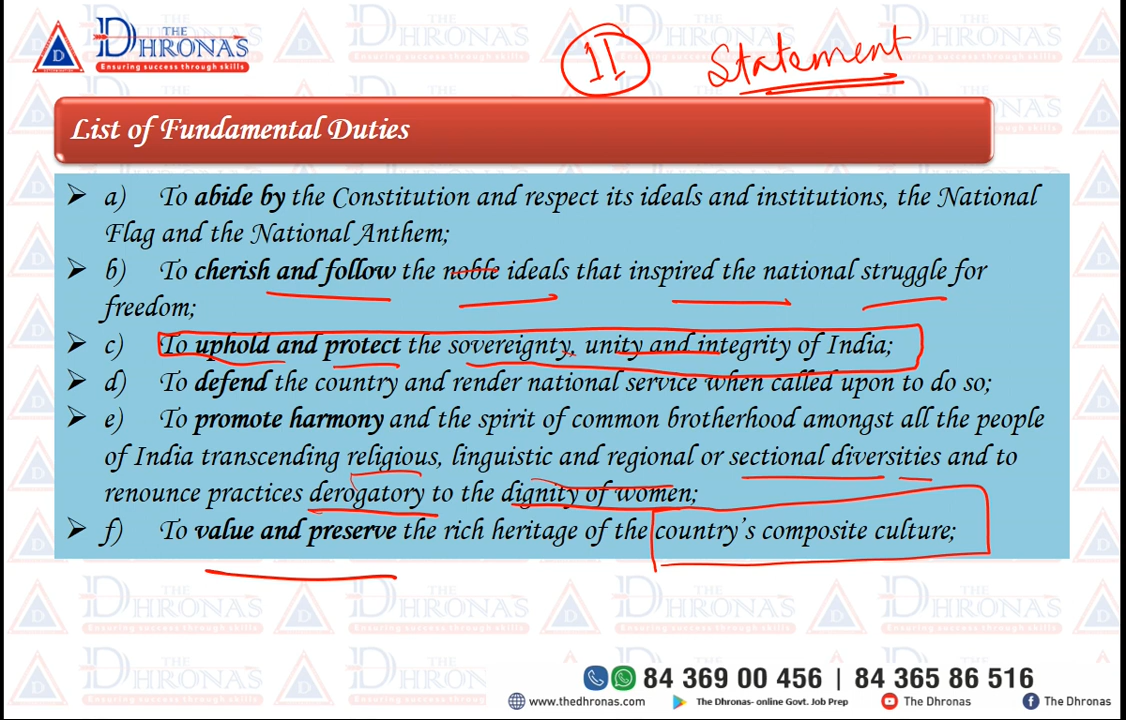 THE
DHRONAS
Ensuring success through skills
11 Statement
List of Fundamental Duties
a) To abide by the Constitution and respect its ideals and institutions, the National
Flag and the National Anthem;
b) To cherish and follow the noble ideals that inspired the national struggle for
freedom;
c) To uphold and protect the sovereignty, unity and integrity of India;
d) To defend the country and render national service when called upon to do so;
e) To promote harmony and the spirit of common brotherhood amongst all the people
of India transcending religious, linguistic and regional or sectional diversities and to
renounce practices derogatory to the dignity of women;
f) To value and preserve the rich heritage of the country's composite culture;
84 369 00 456 | 84 365 86 516
www.thedhronas.com The Dhronas- online Govt. Job Prep The Dhronas The Dhronas